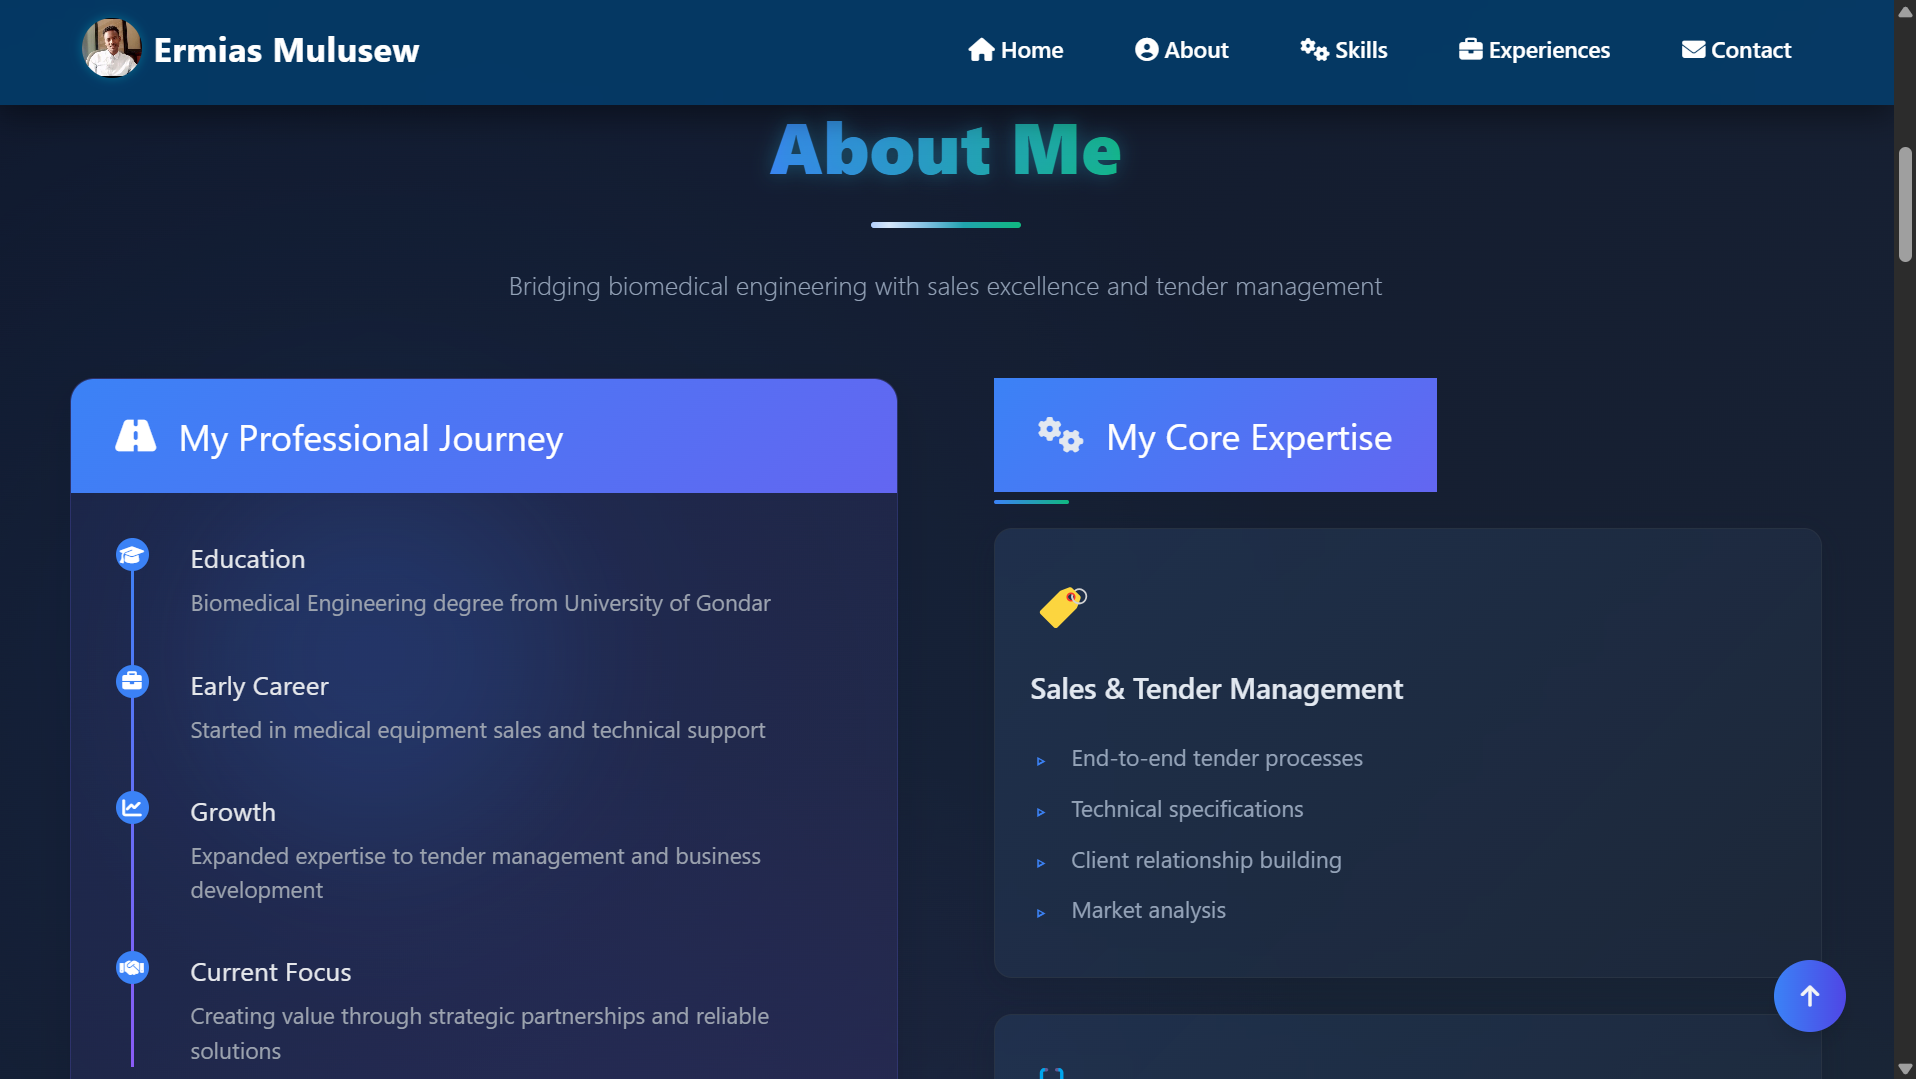 Ermias Mulusew
Home
About
Skills
Experiences
Contact
About Me
Bridging biomedical engineering with sales excellence and tender management
My Professional Journey
Education
Biomedical Engineering degree from University of Gondar
Early Career
Started in medical equipment sales and technical support
Growth
Expanded expertise to tender management and business
development
Current Focus
Creating value through strategic partnerships and reliable
solutions
My Core Expertise
Sales & Tender Management
End-to-end tender processes
Technical specifications
Client relationship building
Market analysis